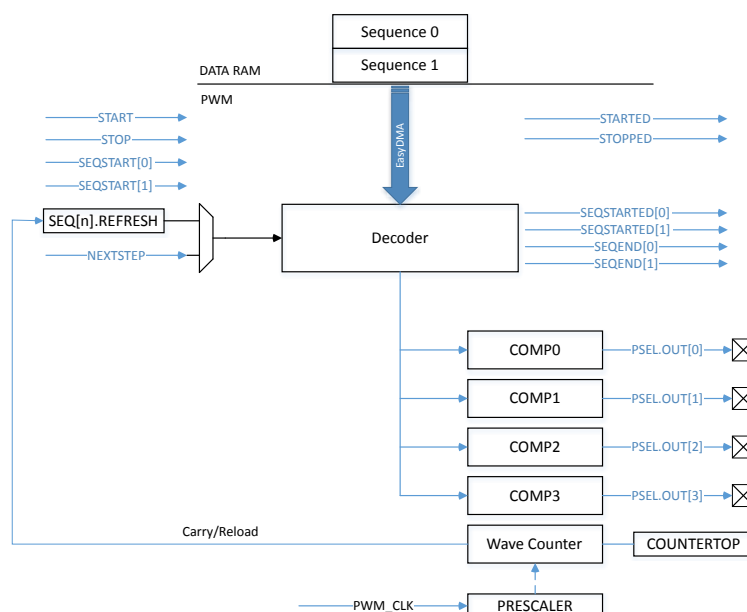 Sequence 0
Sequence 1
DATA RAM
PWM
START
STOP
SEQSTART[0]
SEQSTART[1]
EasyDMA
STARTED
STOPPED
SEQ[n].REFRESH
NEXTSTEP
Decoder
SEQSTARTED[0]
SEQSTARTED[1]
SEQEND[0]
SEQEND[1]
COMP0
PSEL.OUT[0]
COMP1
PSEL.OUT[1]
COMP2
PSEL.OUT[2]
COMP3
PSEL.OUT[3]
Carry/Reload
Wave Counter
COUNTERTOP
PWM_CLK
PRESCALER